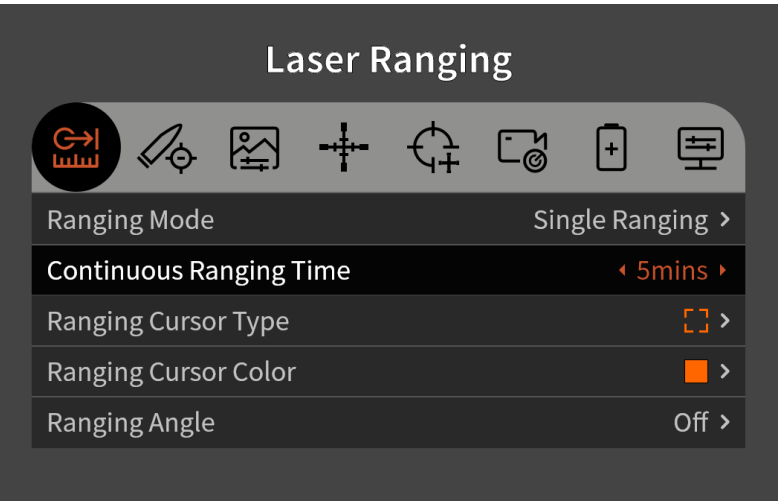 Laser Ranging
Ranging Mode Single Ranging
Continuous Ranging Time 5mins
Ranging Cursor Type
Ranging Cursor Color
Ranging Angle Off